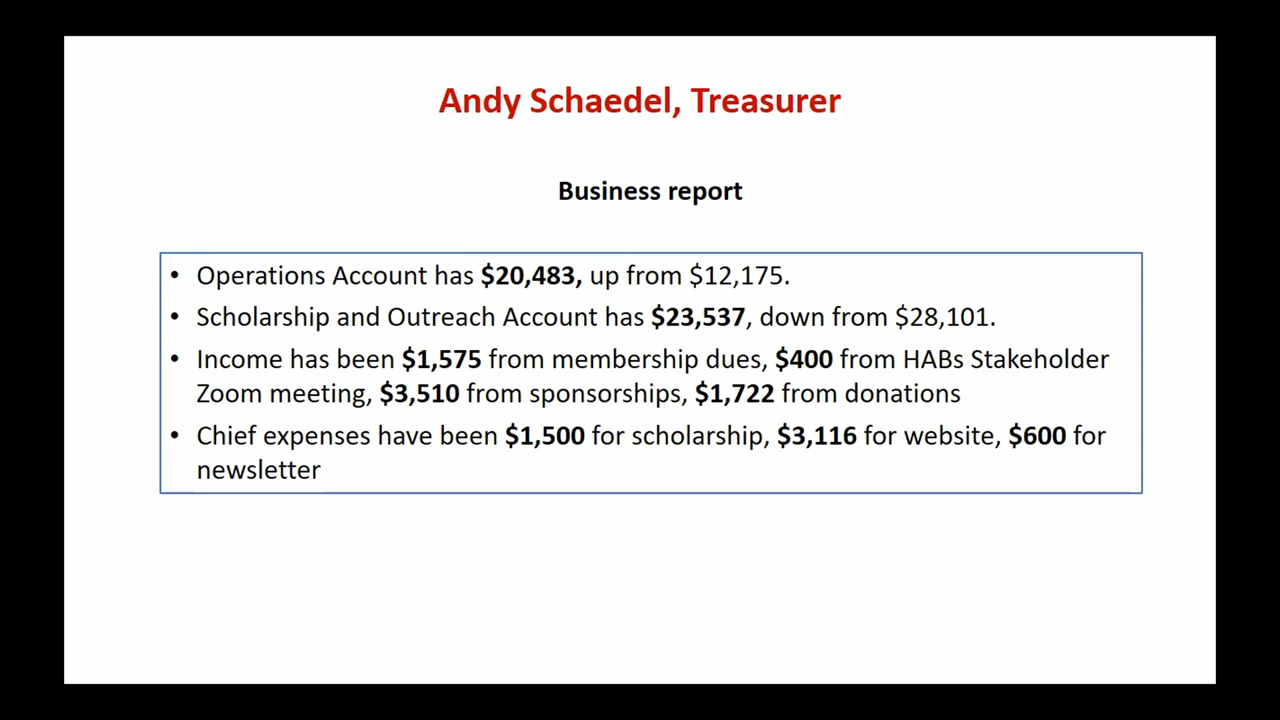 Andy Schaedel, Treasurer
Business report
• Operations Account has $20,483, up from $12,175.
• Scholarship and Outreach Account has $23,537, down from $28,101.
• Income has been $1,575 from membership dues, $400 from HABs Stakeholder
Zoom meeting, $3,510 from sponsorships, $1,722 from donations
• Chief expenses have been $1,500 for scholarship, $3,116 for website, $600 for
newsletter